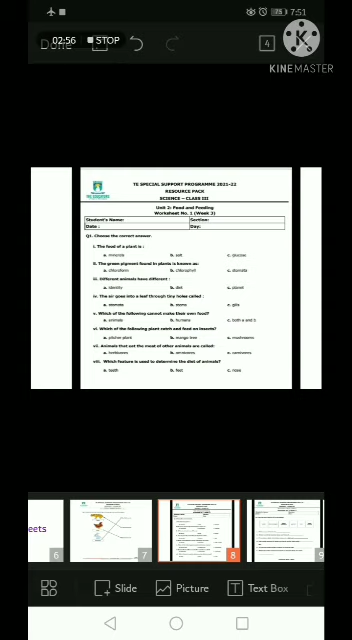 7:51
Done
02:56 STOP
4
KINEMASTER
TE SPECIAL SUPPORT PROGRAMME 2021-22
RESOURCE PACK
SCIENCE – CLASS III
Unit 2: Food and Feeding
Worksheet No. 1 (Week 3)
Student's Name: Section:
Date : Day:
Q1. Choose the correct answer.
i. The food of a plant is :
a. minerals b. salt c. glucose
ii. The green pigment found in plants is known as:
a. chloroform b. chlorophyll c. stomata
iii. Different animals have different :
a. identity b. diet c. planet
iv. The air goes into a leaf through tiny holes called :
a. stomata b. stems c. gills
v. Which of the following cannot make their own food?
a. animals b. humans c. both a and b
vi. Which of the following plant catch and feed on insects?
a. pitcher plant b. mango tree c. mushrooms
vii. Animals that eat the meat of other animals are called:
a. herbivores b. omnivores c. carnivores
viii. Which feature is used to determine the diet of animals?
a. teeth b. feet c. nose
eets
6
7
8
9
Slide
Picture
Text Box